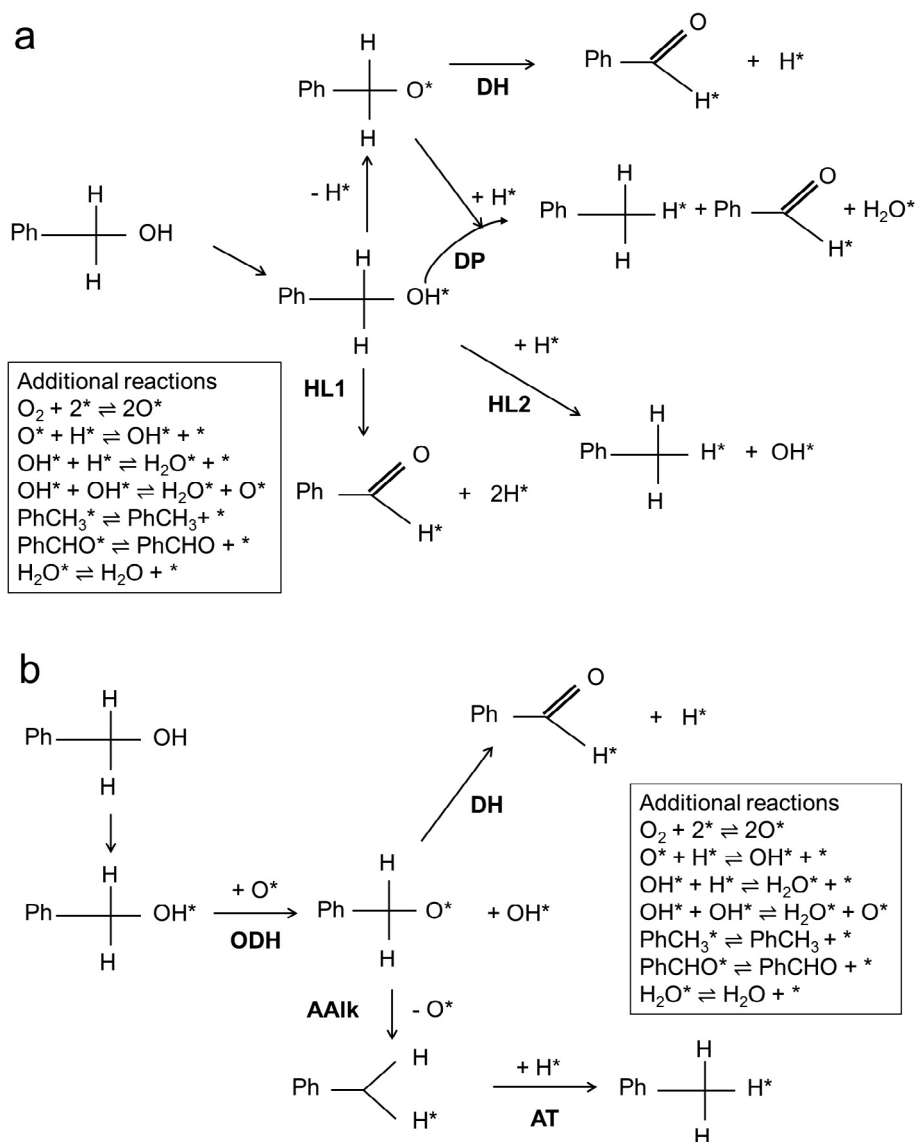 a
H
Ph
O*
H
DH
O
Ph
H*
+ H*
- H*
+ H*
H
Ph
OH
H
H
Ph
OH*
H
DP
H
Ph
H*
H
+ Ph
O
H*
+ H₂O*
HL1
+ H*
HL2
O
Ph
H*
+ 2H*
H
Ph
H*
H
+ OH*
Additional reactions
O₂ + 2* ⇌ 2O*
O* + H* ⇌ OH* + *
OH* + H* ⇌ H₂O* + *
OH* + OH* ⇌ H₂O* + O*
PhCH₃* ⇌ PhCH₃+ *
PhCHO* ⇌ PhCHO + *
H₂O* ⇌ H₂O + *
b
H
Ph
OH
H
H
Ph
OH*
H
+ O*
ODH
H
Ph
O*
H
+ OH*
DH
O
Ph
H*
+ H*
AAlk
- O*
Ph
H
H*
+ H*
AT
H
Ph
H*
H
Additional reactions
O₂ + 2* ⇌ 2O*
O* + H* ⇌ OH* + *
OH* + H* ⇌ H₂O* + *
OH* + OH* ⇌ H₂O* + O*
PhCH₃* ⇌ PhCH₃ + *
PhCHO* ⇌ PhCHO + *
H₂O* ⇌ H₂O + *